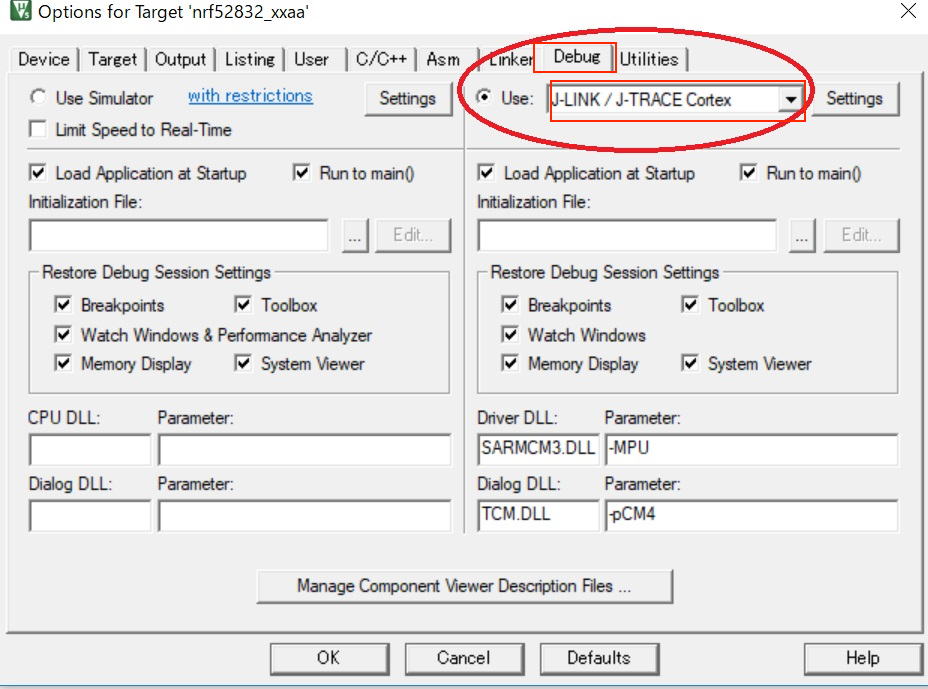 Options for Target 'nrf52832_xxaa'
Device Target Output Listing User C/C++ Asm Linker Debug Utilities
Use Simulator with restrictions Settings
Limit Speed to Real-Time
Use: J-LINK / J-TRACE Cortex Settings
Load Application at Startup Run to main()
Initialization File:
... Edit...
Restore Debug Session Settings
Breakpoints Toolbox
Watch Windows & Performance Analyzer
Memory Display System Viewer
CPU DLL: Parameter:
Dialog DLL: Parameter:
Load Application at Startup Run to main()
Initialization File:
... Edit...
Restore Debug Session Settings
Breakpoints Toolbox
Watch Windows
Memory Display System Viewer
Driver DLL: Parameter:
SARMCM3.DLL -MPU
Dialog DLL: Parameter:
TCM.DLL -pCM4
Manage Component Viewer Description Files ...
OK Cancel Defaults Help